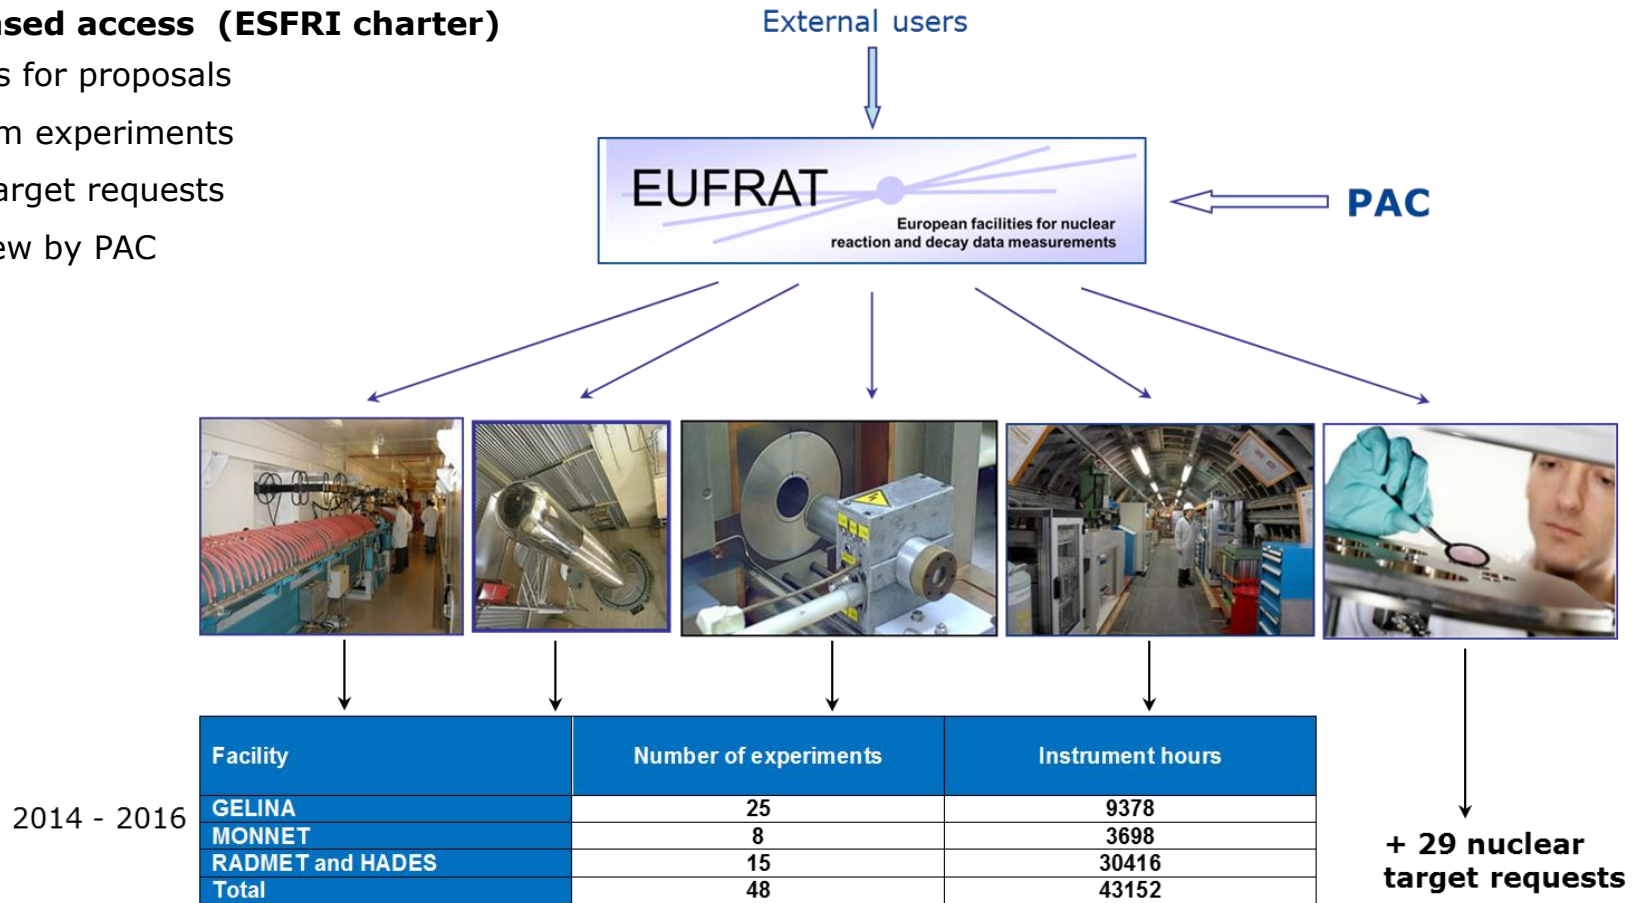 ased access (ESFRI charter)
s for proposals
m experiments
arget requests
ew by PAC
External users
EUFRAT
European facilities for nuclear
reaction and decay data measurements
PAC
Facility Number of experiments Instrument hours
2014 - 2016
GELINA 25 9378
MONNET 8 3698
RADMET and HADES 15 30416
Total 48 43152
+ 29 nuclear
target requests